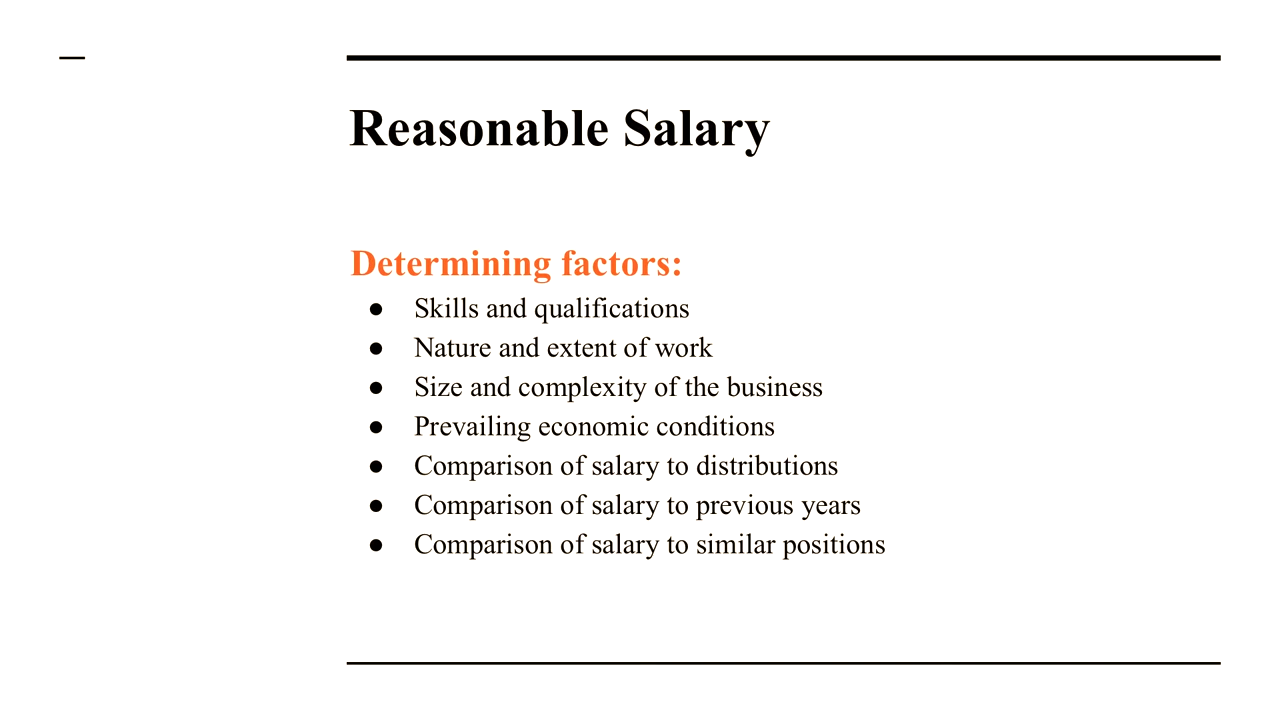 Reasonable Salary
Determining factors:
● Skills and qualifications
● Nature and extent of work
● Size and complexity of the business
● Prevailing economic conditions
● Comparison of salary to distributions
● Comparison of salary to previous years
● Comparison of salary to similar positions